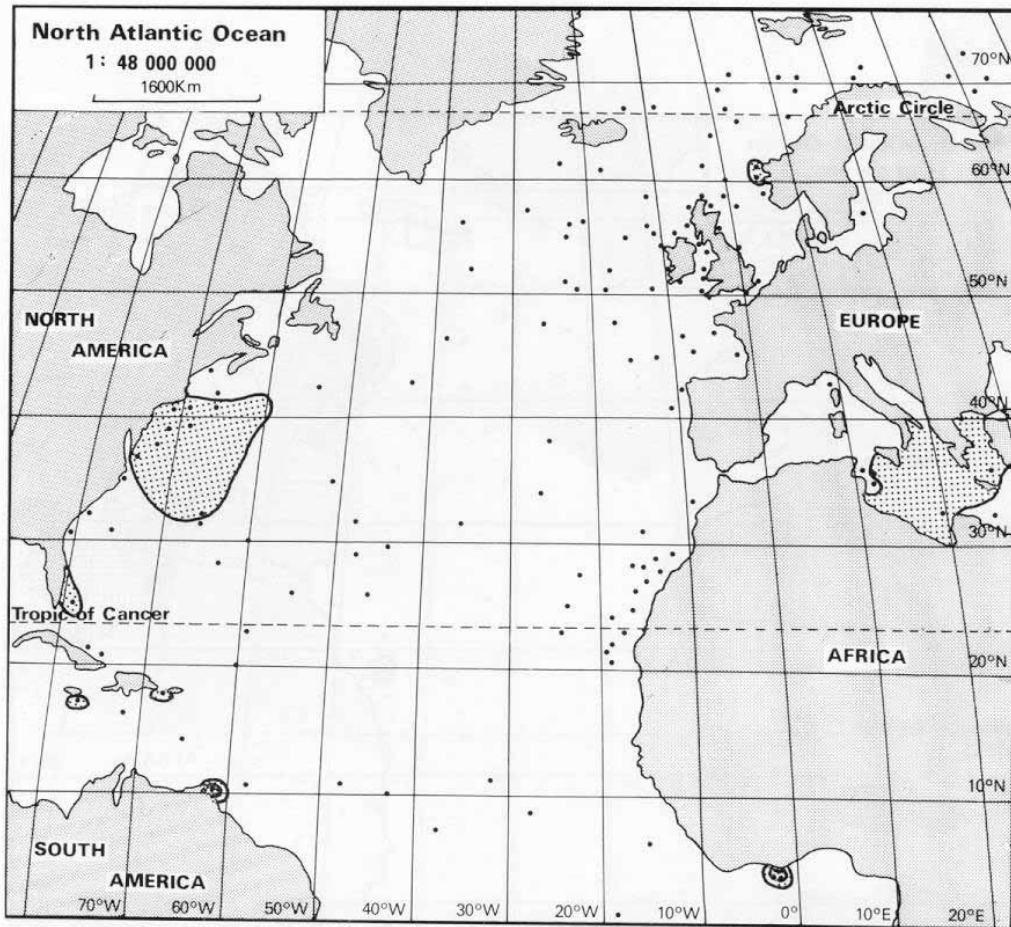 North Atlantic Ocean
1: 48 000 000
1600Km
70°N
Arctic Circle
60°N
50°N
NORTH
AMERICA
EUROPE
40°N
30°N
Tropic of Cancer
AFRICA
20°N
10°N
SOUTH
AMERICA
70°W
60°W
50°W
40°W
30°W
20°W
10°W
0°
10°E
20°E